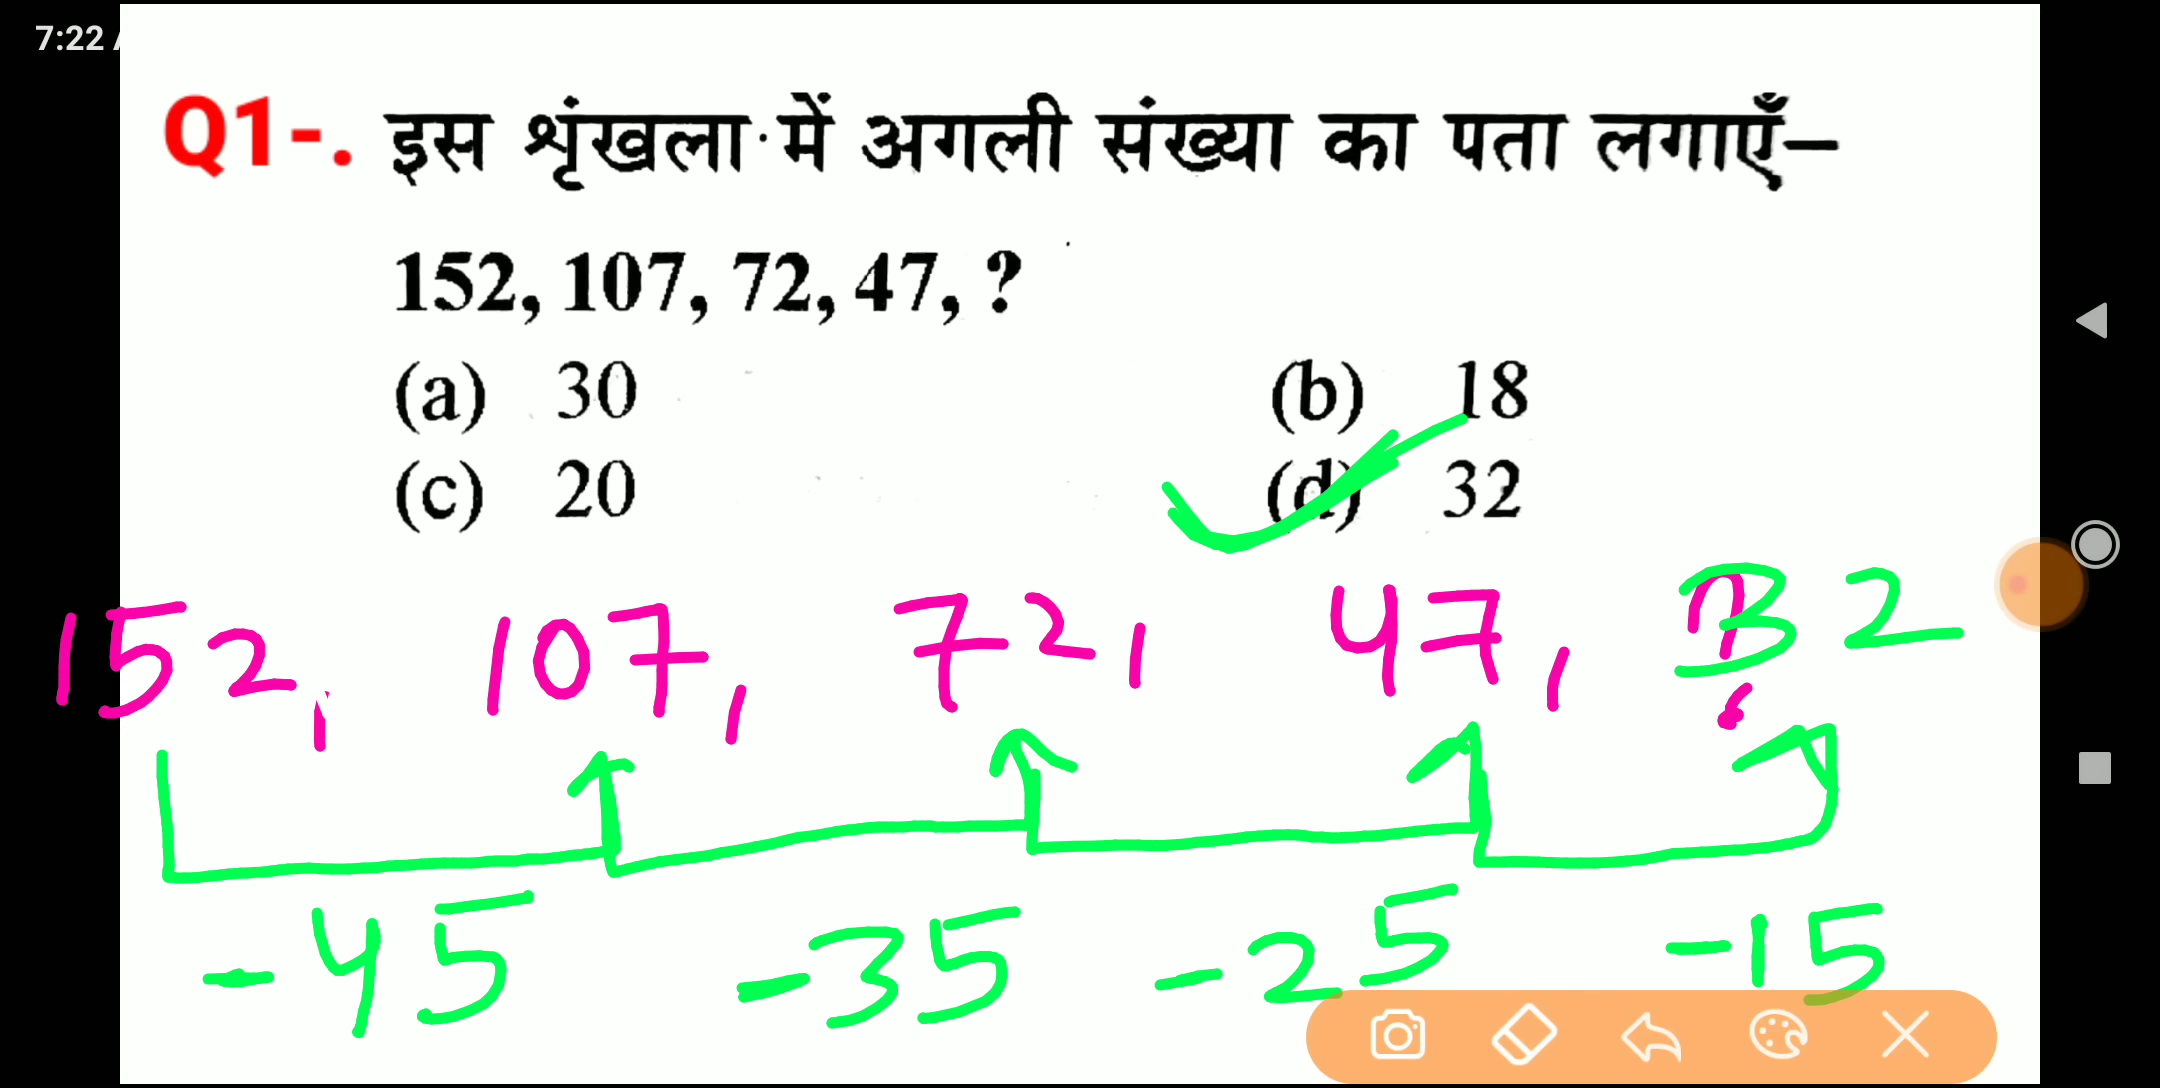 7:22
Q1-. इस श्रृंखला में अगली संख्या का पता लगाएँ–
152, 107, 72, 47, ?
(a) 30 (b) 18
(c) 20 (d) 32
152, 107, 72, 47, ? 32
-45 -35 -25 -15